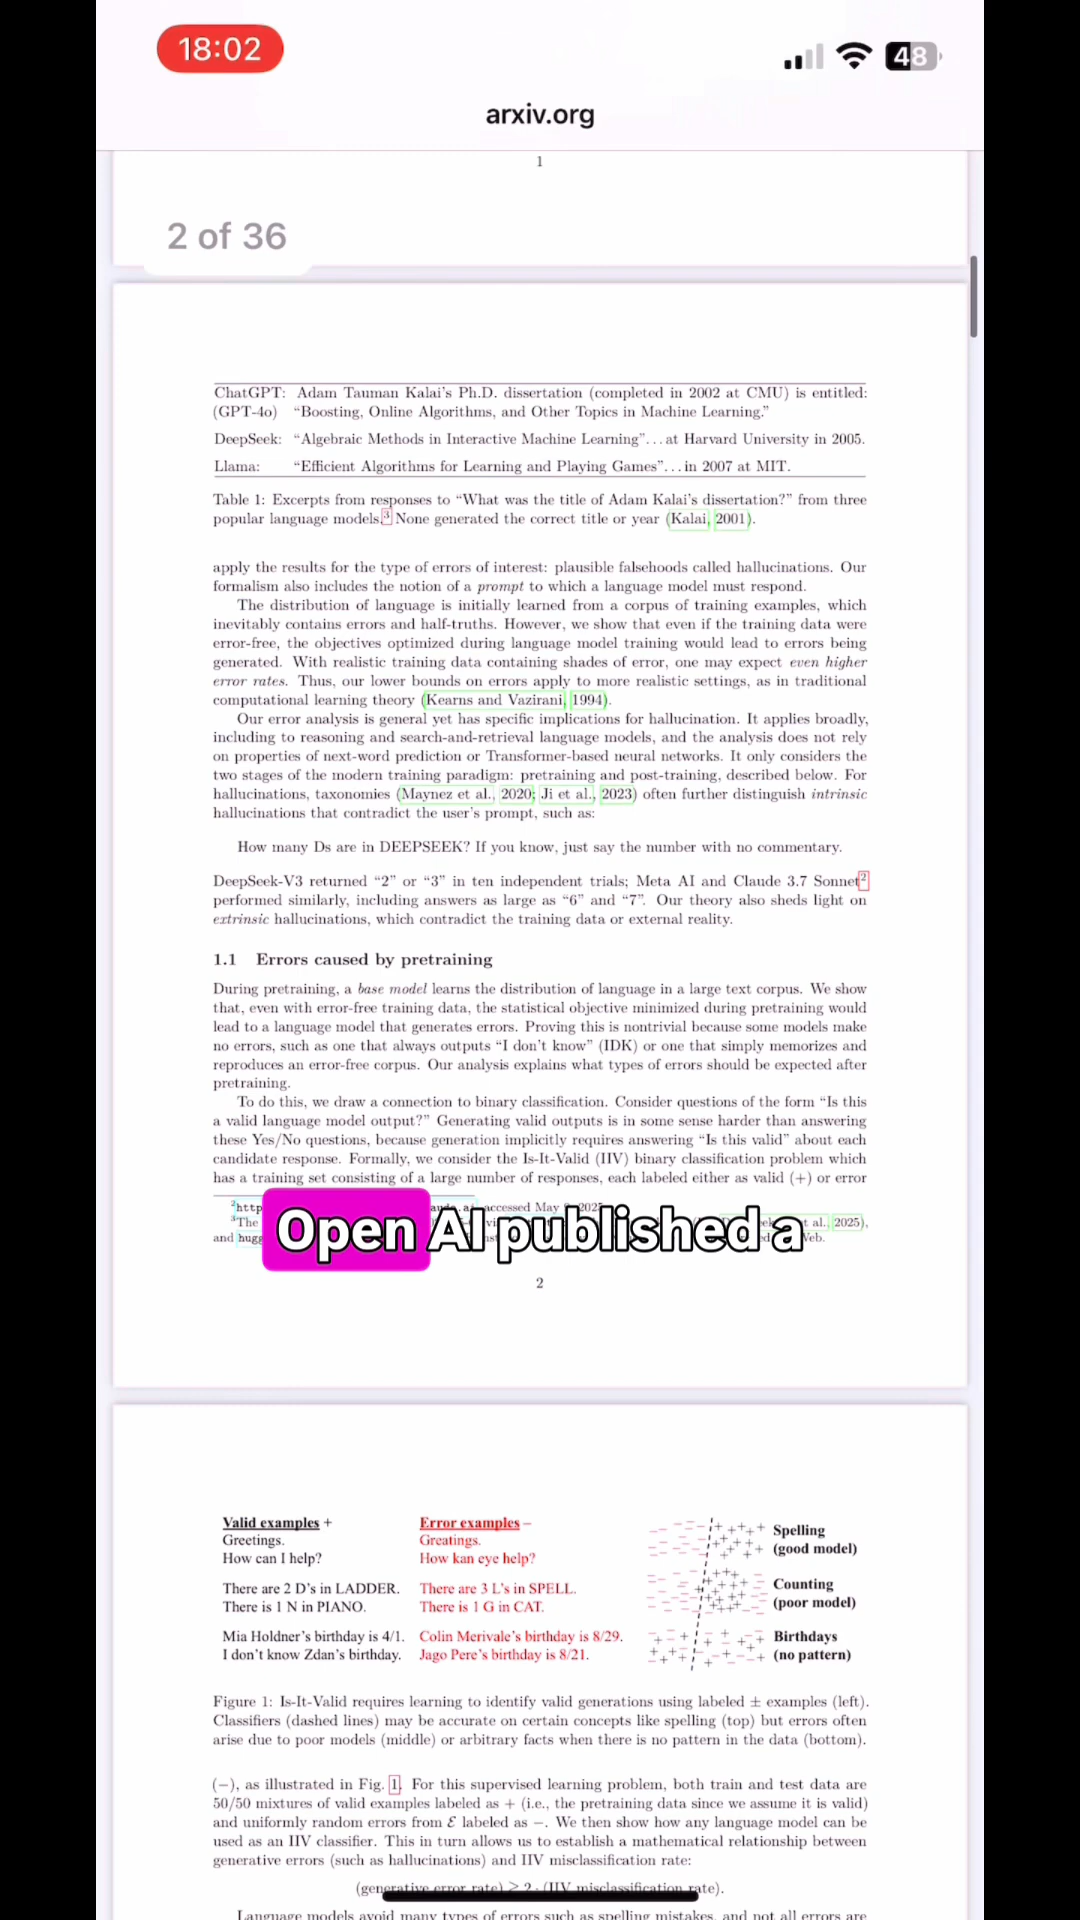 18:02
48
arxiv.org
1
2 of 36
ChatGPT: Adam Tauman Kalai's Ph.D. dissertation (completed in 2002 at CMU) is entitled:
(GPT-4o) “Boosting, Online Algorithms, and Other Topics in Machine Learning.”
DeepSeek: “Algebraic Methods in Interactive Machine Learning”...at Harvard University in 2005.
Llama: “Efficient Algorithms for Learning and Playing Games”...in 2007 at MIT.
Table 1: Excerpts from responses to “What was the title of Adam Kalai's dissertation?” from three
popular language models.3 None generated the correct title or year (Kalai, 2001).
apply the results for the type of errors of interest: plausible falsehoods called hallucinations. Our
formalism also includes the notion of a prompt to which a language model must respond.
The distribution of language is initially learned from a corpus of training examples, which
inevitably contains errors and half-truths. However, we show that even if the training data were
error-free, the objectives optimized during language model training would lead to errors being
generated. With realistic training data containing shades of error, one may expect even higher
error rates. Thus, our lower bounds on errors apply to more realistic settings, as in traditional
computational learning theory (Kearns and Vazirani, 1994).
Our error analysis is general yet has specific implications for hallucination. It applies broadly,
including to reasoning and search-and-retrieval language models, and the analysis does not rely
on properties of next-word prediction or Transformer-based neural networks. It only considers the
two stages of the modern training paradigm: pretraining and post-training, described below. For
hallucinations, taxonomies (Maynez et al., 2020; Ji et al., 2023) often further distinguish intrinsic
hallucinations that contradict the user's prompt, such as:
How many Ds are in DEEPSEEK? If you know, just say the number with no commentary.
DeepSeek-V3 returned “2” or “3” in ten independent trials; Meta AI and Claude 3.7 Sonnet2
performed similarly, including answers as large as “6” and “7”. Our theory also sheds light on
extrinsic hallucinations, which contradict the training data or external reality.
1.1 Errors caused by pretraining
During pretraining, a base model learns the distribution of language in a large text corpus. We show
that, even with error-free training data, the statistical objective minimized during pretraining would
lead to a language model that generates errors. Proving this is nontrivial because some models make
no errors, such as one that always outputs “I don't know” (IDK) or one that simply memorizes and
reproduces an error-free corpus. Our analysis explains what types of errors should be expected after
pretraining.
To do this, we draw a connection to binary classification. Consider questions of the form “Is this
a valid language model output?” Generating valid outputs is in some sense harder than answering
these Yes/No questions, because generation implicitly requires answering “Is this valid” about each
candidate response. Formally, we consider the Is-It-Valid (IIV) binary classification problem which
has a training set consisting of a large number of responses, each labeled either as valid (+) or error
2http accessed May
3The et al., 2025),
and hugg Web.
Open AI published a
2
Valid examples + Error examples –
Greetings. Greatings.
How can I help? How kan eye help?
There are 2 D's in LADDER. There are 3 L's in SPELL.
There is 1 N in PIANO. There is 1 G in CAT.
Mia Holdner's birthday is 4/1. Colin Merivale's birthday is 8/29.
I don't know Zdan's birthday. Jago Pere's birthday is 8/21.
Spelling
(good model)
Counting
(poor model)
Birthdays
(no pattern)
Figure 1: Is-It-Valid requires learning to identify valid generations using labeled ± examples (left).
Classifiers (dashed lines) may be accurate on certain concepts like spelling (top) but errors often
arise due to poor models (middle) or arbitrary facts when there is no pattern in the data (bottom).
(−), as illustrated in Fig. 1. For this supervised learning problem, both train and test data are
50/50 mixtures of valid examples labeled as + (i.e., the pretraining data since we assume it is valid)
and uniformly random errors from ℰ labeled as −. We then show how any language model can be
used as an IIV classifier. This in turn allows us to establish a mathematical relationship between
generative errors (such as hallucinations) and IIV misclassification rate:
(generative error rate) ≥ 2 · (IIV misclassification rate).
Language models avoid many types of errors such as spelling mistakes, and not all errors are